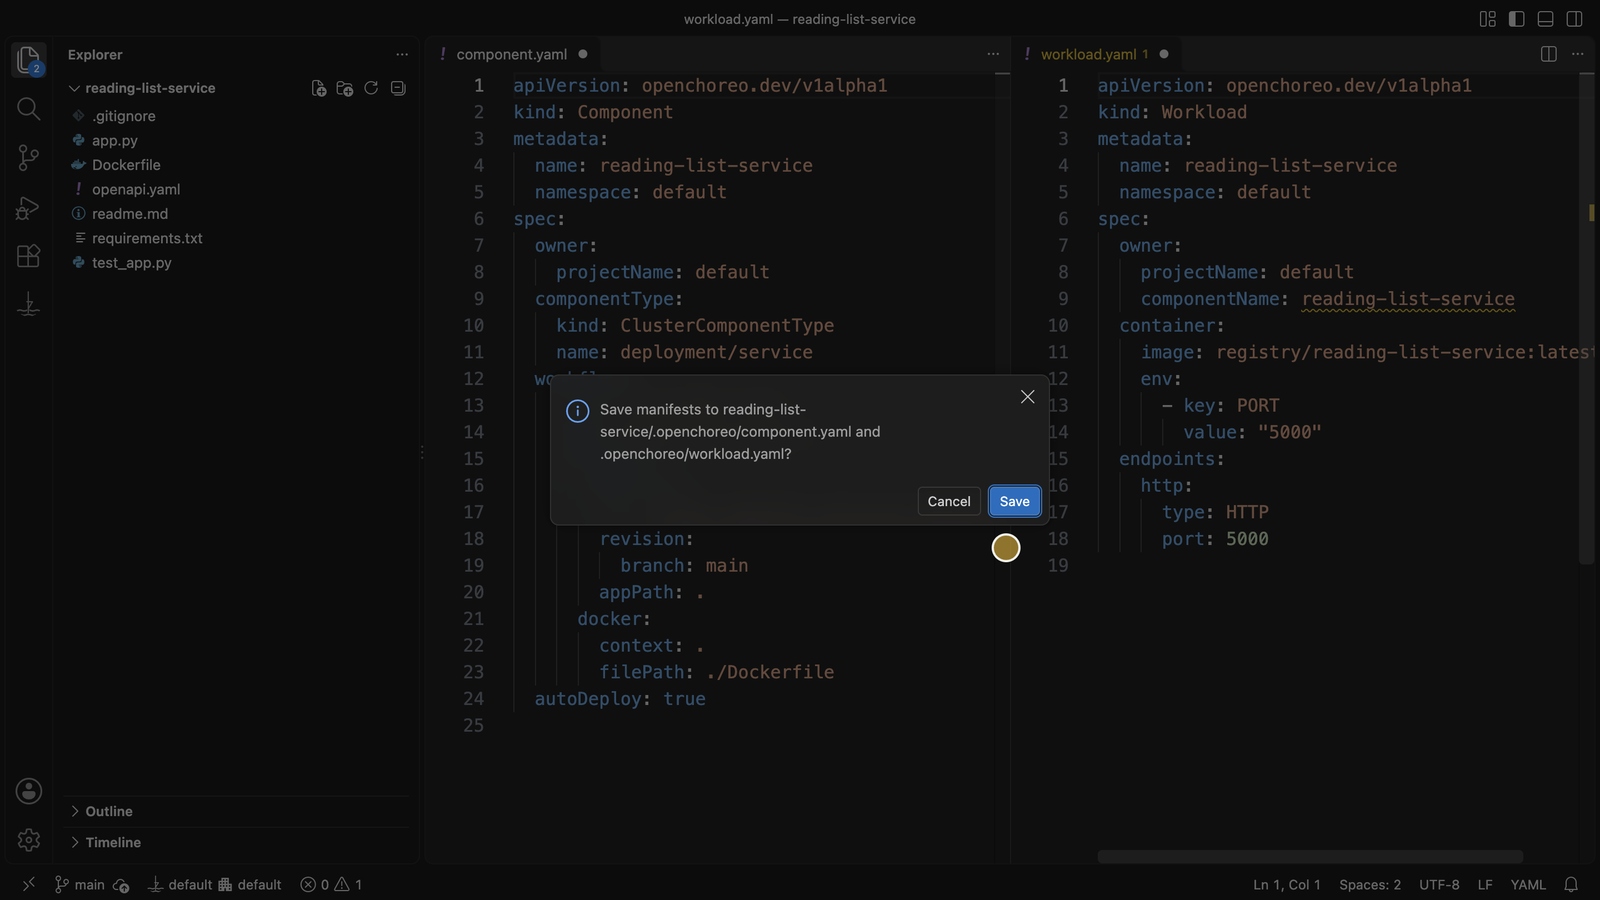 workload.yaml — reading-list-service
Explorer
reading-list-service
.gitignore
app.py
Dockerfile
openapi.yaml
readme.md
requirements.txt
test_app.py
Outline
Timeline
2
component.yaml
1 apiVersion: openchoreo.dev/v1alpha1
2 kind: Component
3 metadata:
4 name: reading-list-service
5 namespace: default
6 spec:
7 owner:
8 projectName: default
9 componentType:
10 kind: ClusterComponentType
11 name: deployment/service
12
13
14
15
16
17
18 revision:
19 branch: main
20 appPath: .
21 docker:
22 context: .
23 filePath: ./Dockerfile
24 autoDeploy: true
25
Save manifests to reading-list-
service/.openchoreo/component.yaml and
.openchoreo/workload.yaml?
Cancel
Save
workload.yaml 1
1 apiVersion: openchoreo.dev/v1alpha1
2 kind: Workload
3 metadata:
4 name: reading-list-service
5 namespace: default
6 spec:
7 owner:
8 projectName: default
9 componentName: reading-list-service
10 container:
11 image: registry/reading-list-service:latest
12 env:
13 - key: PORT
14 value: "5000"
15 endpoints:
16 http:
17 type: HTTP
18 port: 5000
19
main
default
default
0
1
Ln 1, Col 1
Spaces: 2
UTF-8
LF
YAML